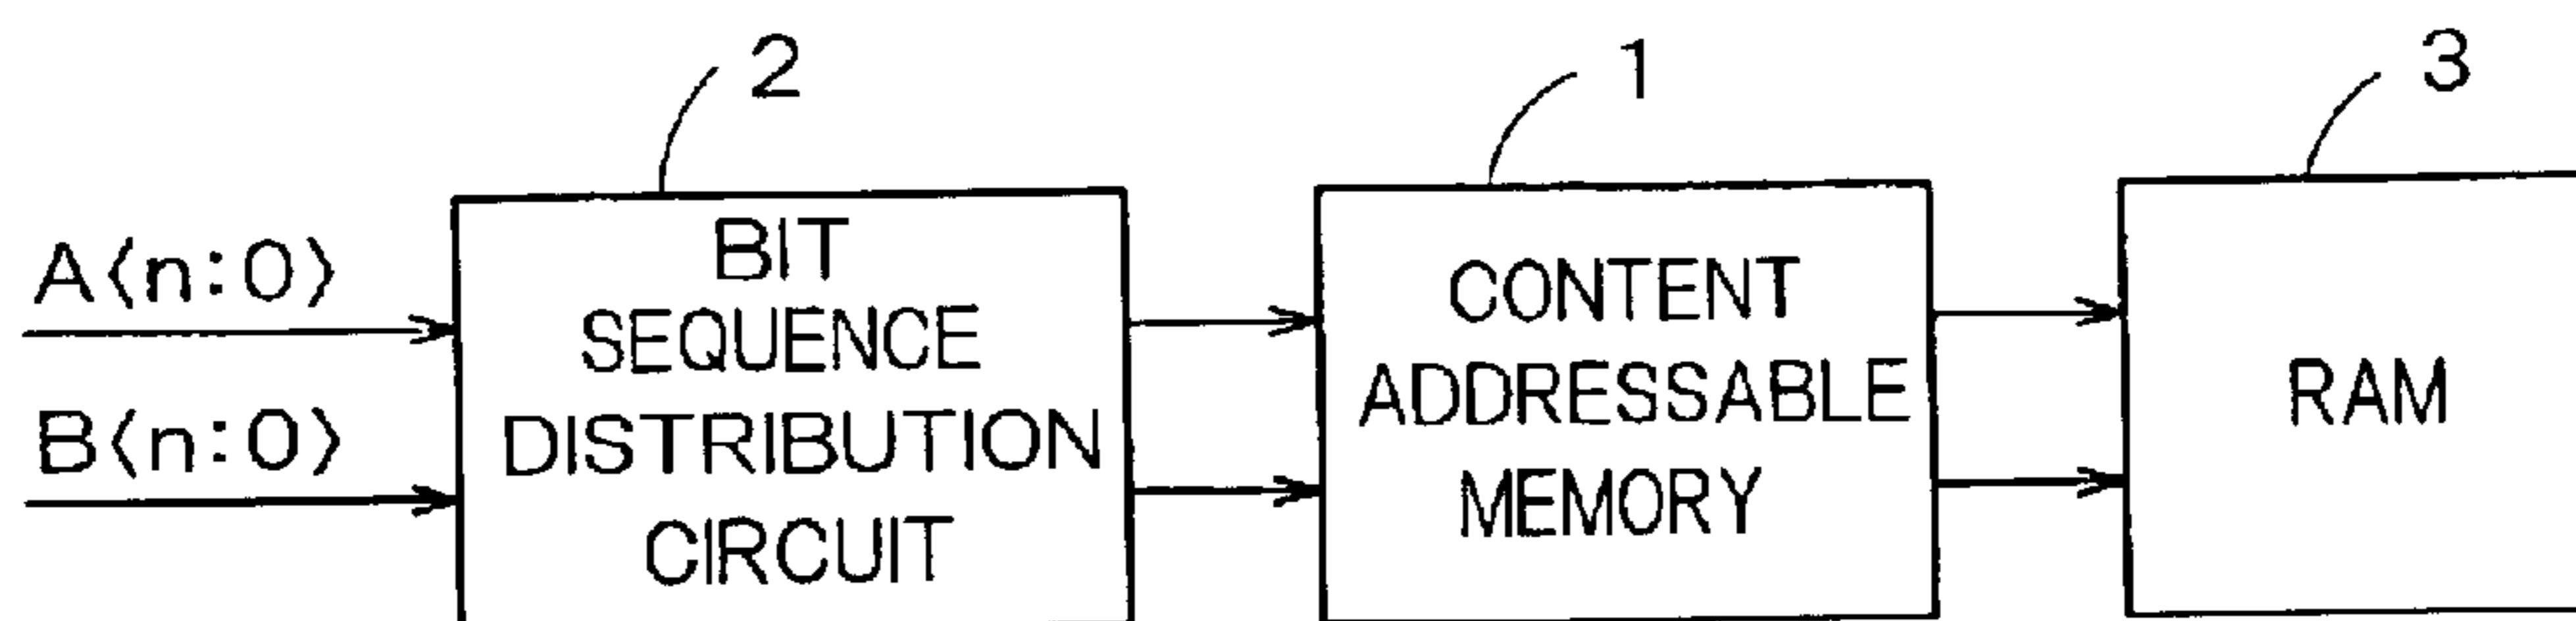 2
1
3
A⟨n:0⟩
B⟨n:0⟩
BIT
SEQUENCE
DISTRIBUTION
CIRCUIT
CONTENT
ADDRESSABLE
MEMORY
RAM